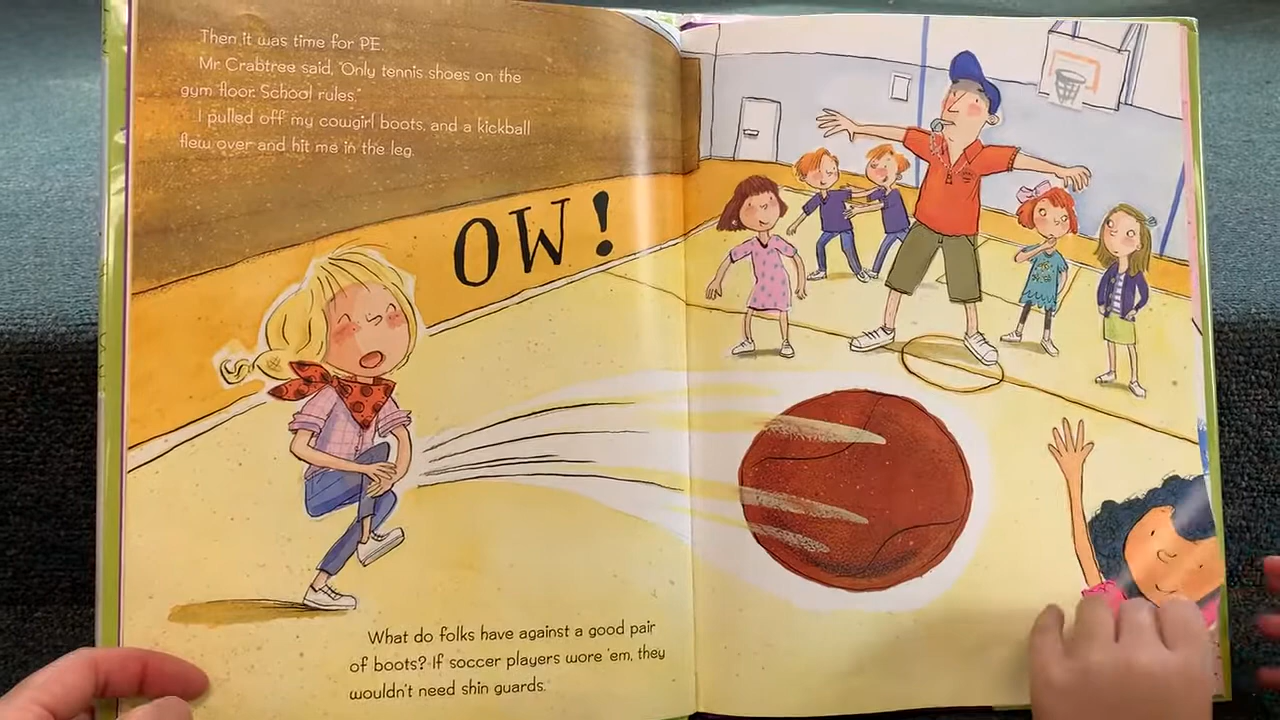 Then it was time for PE.
Mr. Crabtree said, "Only tennis shoes on the
gym floor. School rules."
I pulled off my cowgirl boots, and a kickball
flew over and hit me in the leg.
OW!
What do folks have against a good pair
of boots? If soccer players wore 'em, they
wouldn't need shin guards.